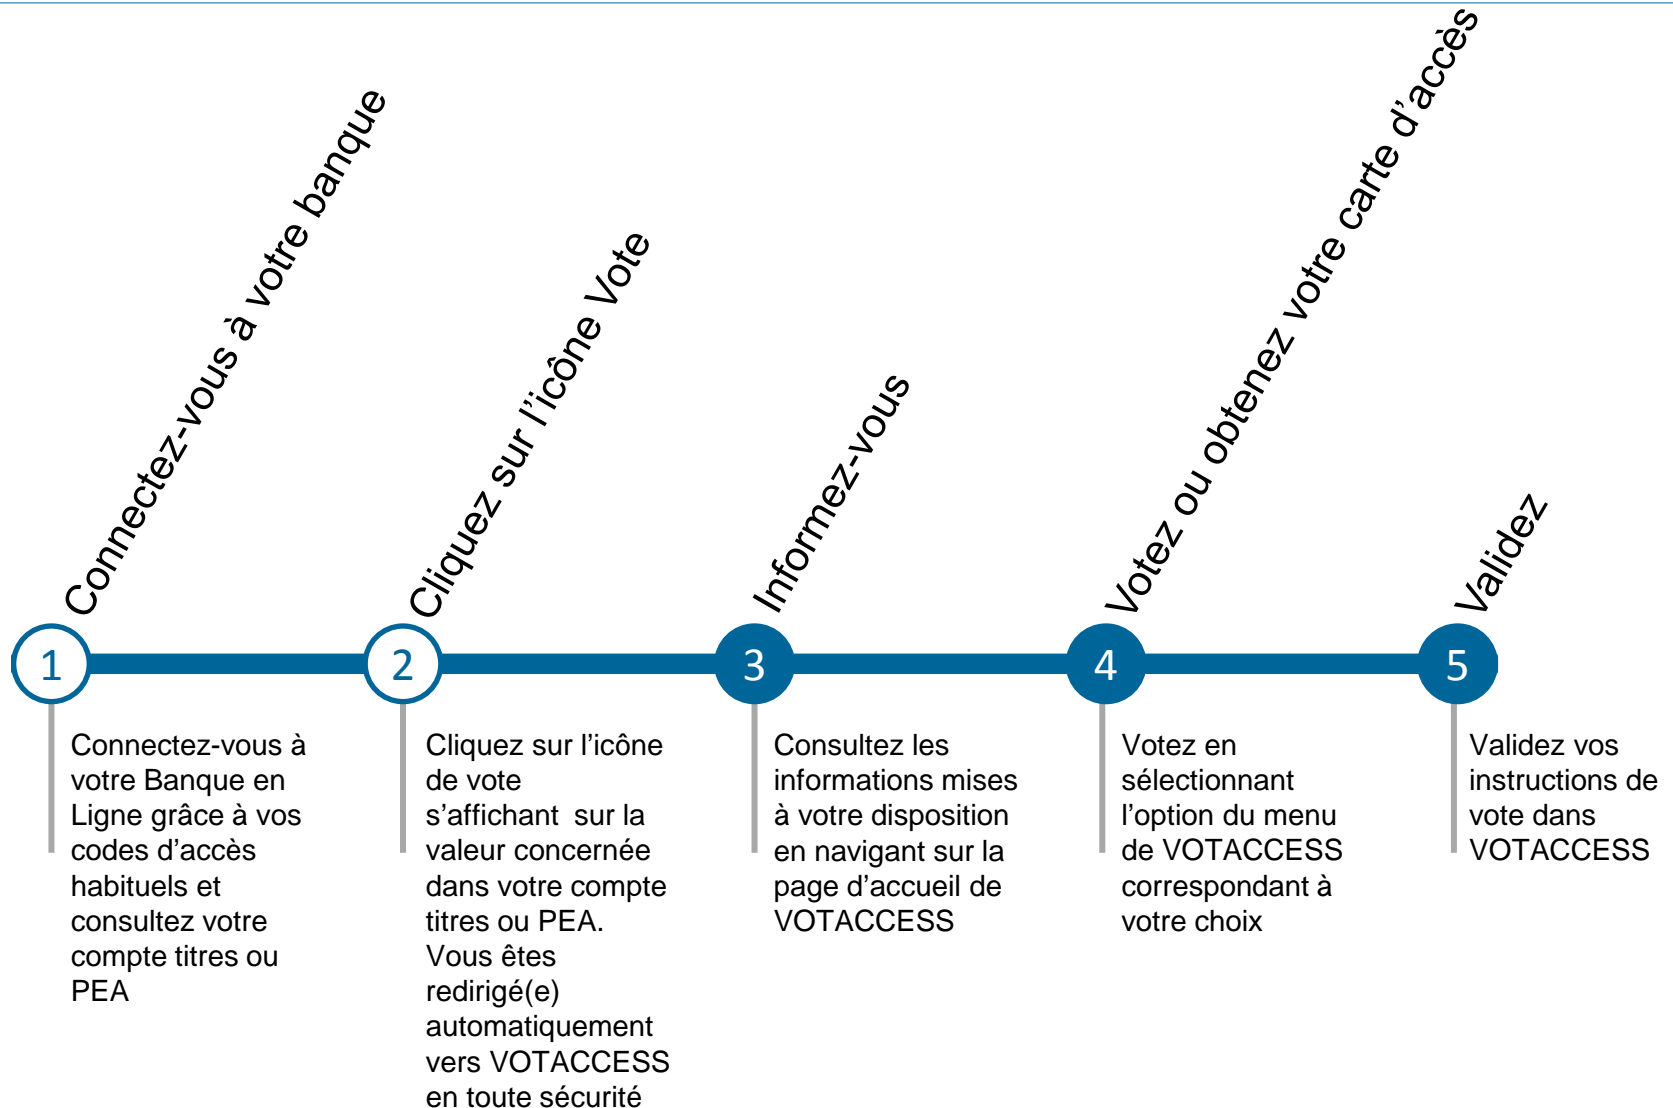 Connectez-vous à votre banque
Cliquez sur l’icône Vote
Informez-vous
Votez ou obtenez votre carte d’accès
Validez
1
2
3
4
5
Connectez-vous à
votre Banque en
Ligne grâce à vos
codes d’accès
habituels et
consultez votre
compte titres ou
PEA
Cliquez sur l’icône
de vote
s’affichant  sur la
valeur concernée
dans votre compte
titres ou PEA.
Vous êtes
redirigé(e)
automatiquement
vers VOTACCESS
en toute sécurité
Consultez les
informations mises
à votre disposition
en navigant sur la
page d’accueil de
VOTACCESS
Votez en
sélectionnant
l’option du menu
de VOTACCESS
correspondant à
votre choix
Validez vos
instructions de
vote dans
VOTACCESS